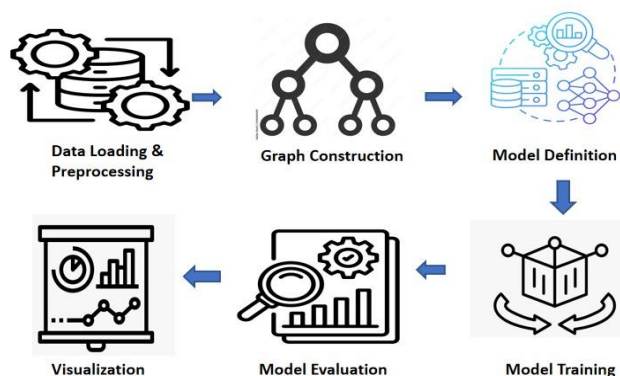 Data Loading &
Preprocessing
Graph Construction
Model Definition
Visualization
Model Evaluation
Model Training